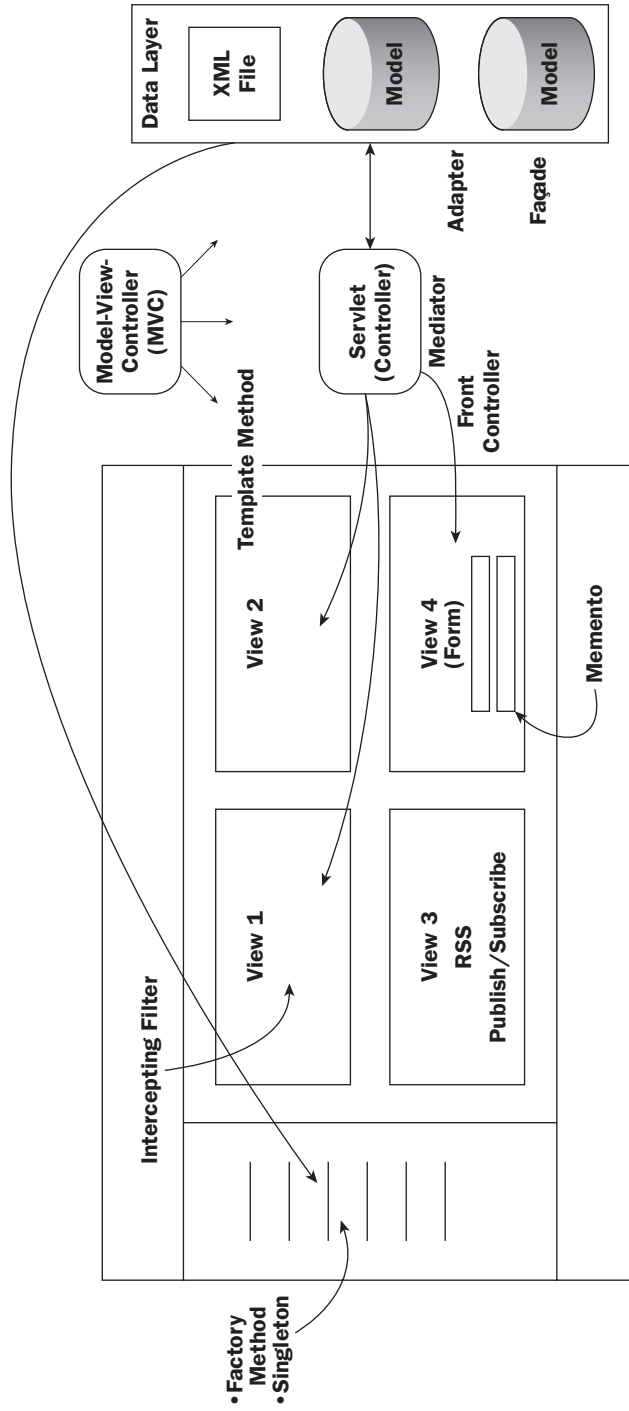 Data Layer
XML
File
Model
Model
Model-View-
Controller
(MVC)
Servlet
(Controller)
Adapter
Façade
Mediator
Front
Controller
Template Method
View 2
View 4
(Form)
Memento
Intercepting Filter
View 1
View 3
RSS
Publish/Subscribe
•Factory
Method
•Singleton